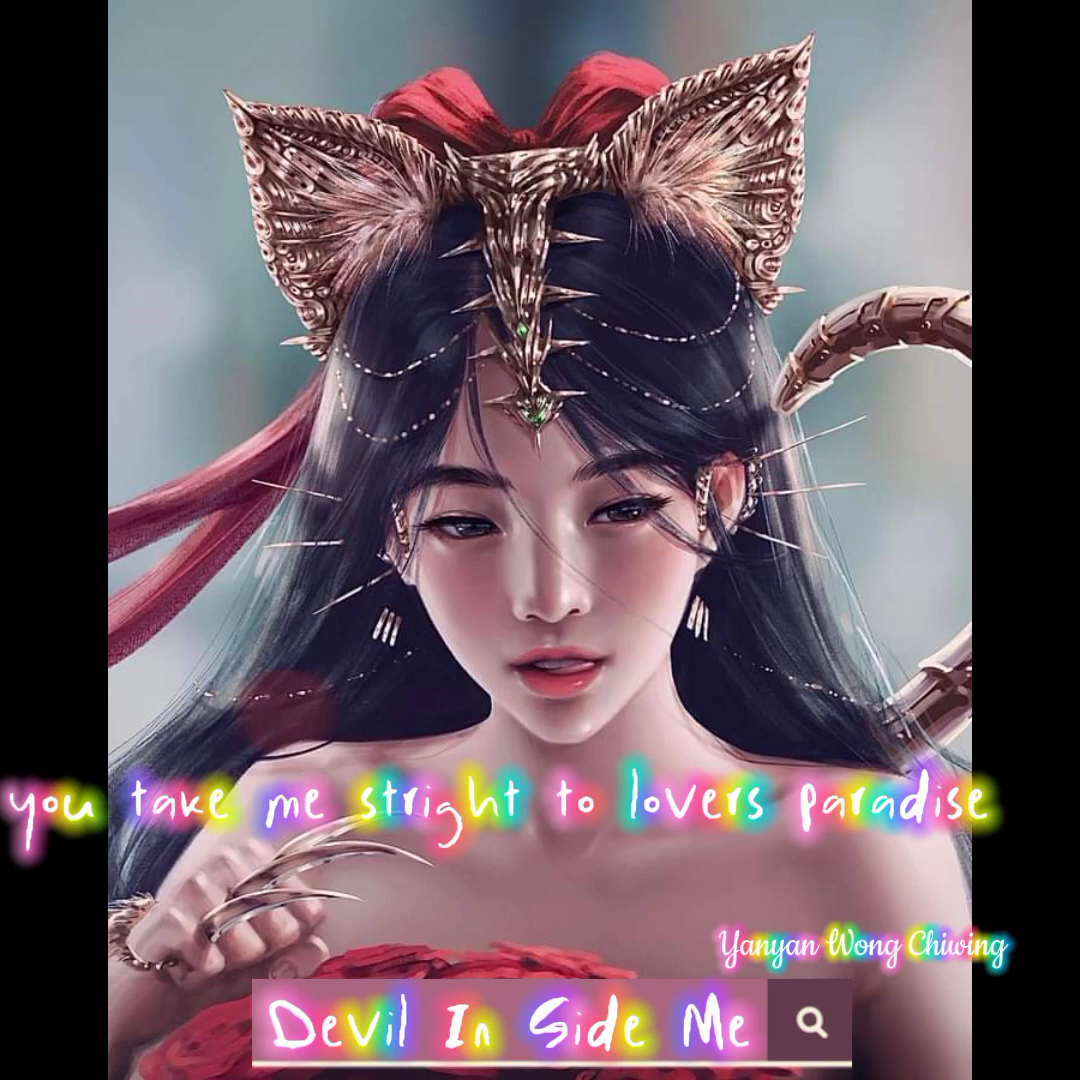 you take me stright to lovers paradise
Yanyan Wong Chiwing
Devil In Side Me